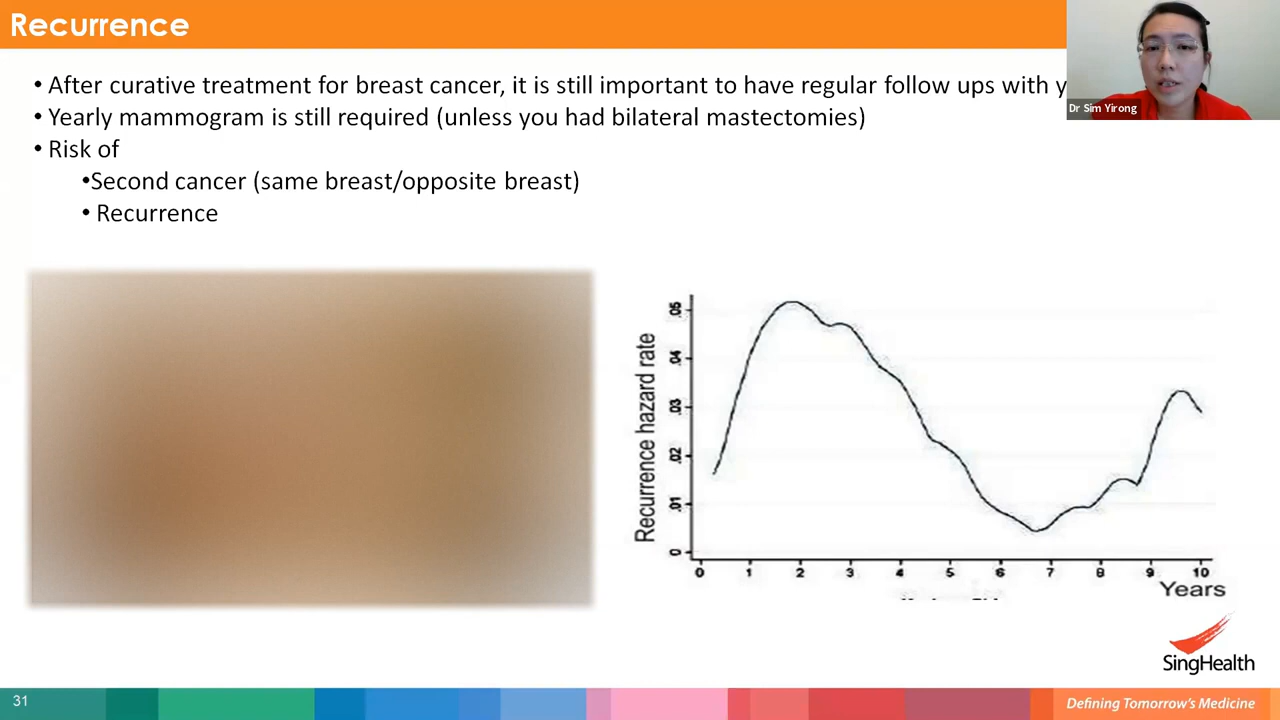 Recurrence
• After curative treatment for breast cancer, it is still important to have regular follow ups with y
Dr Sim Yirong
• Yearly mammogram is still required (unless you had bilateral mastectomies)
• Risk of
•Second cancer (same breast/opposite breast)
• Recurrence
Recurrence hazard rate
.05
.04
.03
.02
.01
0
0 1 2 3 4 5 6 7 8 9 10
Years
SingHealth
31
Defining Tomorrow's Medicine